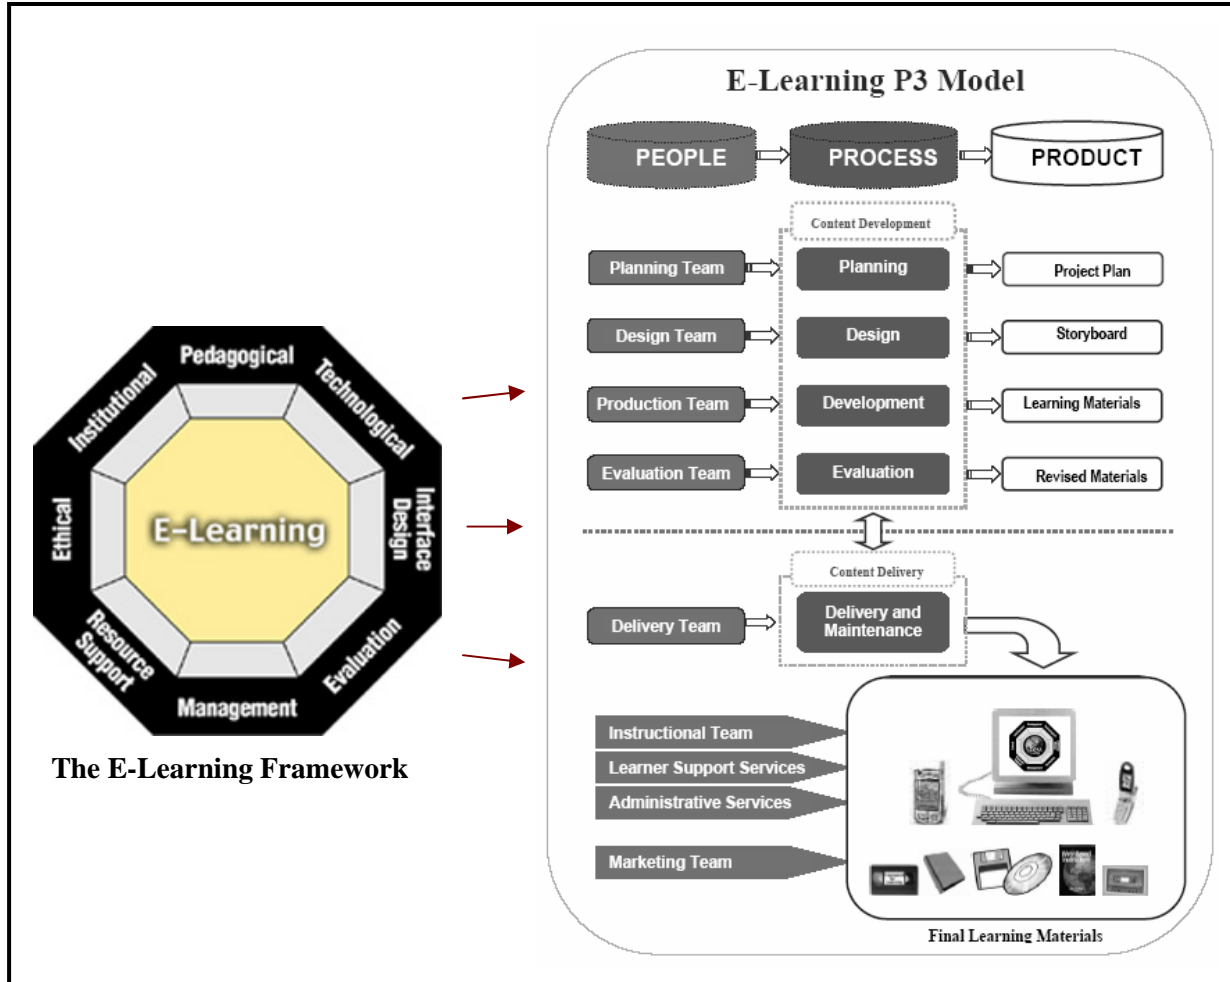 E-Learning P3 Model
PEOPLE
PROCESS
PRODUCT
Content Development
Planning Team
Planning
Project Plan
Design Team
Design
Storyboard
Production Team
Development
Learning Materials
Evaluation Team
Evaluation
Revised Materials
Content Delivery
Delivery Team
Delivery and
Maintenance
Instructional Team
Learner Support Services
Administrative Services
Marketing Team
Final Learning Materials
Pedagogical
Technological
Interface
Design
Evaluation
Management
Resource
Support
Ethical
Institutional
E-Learning
The E-Learning Framework